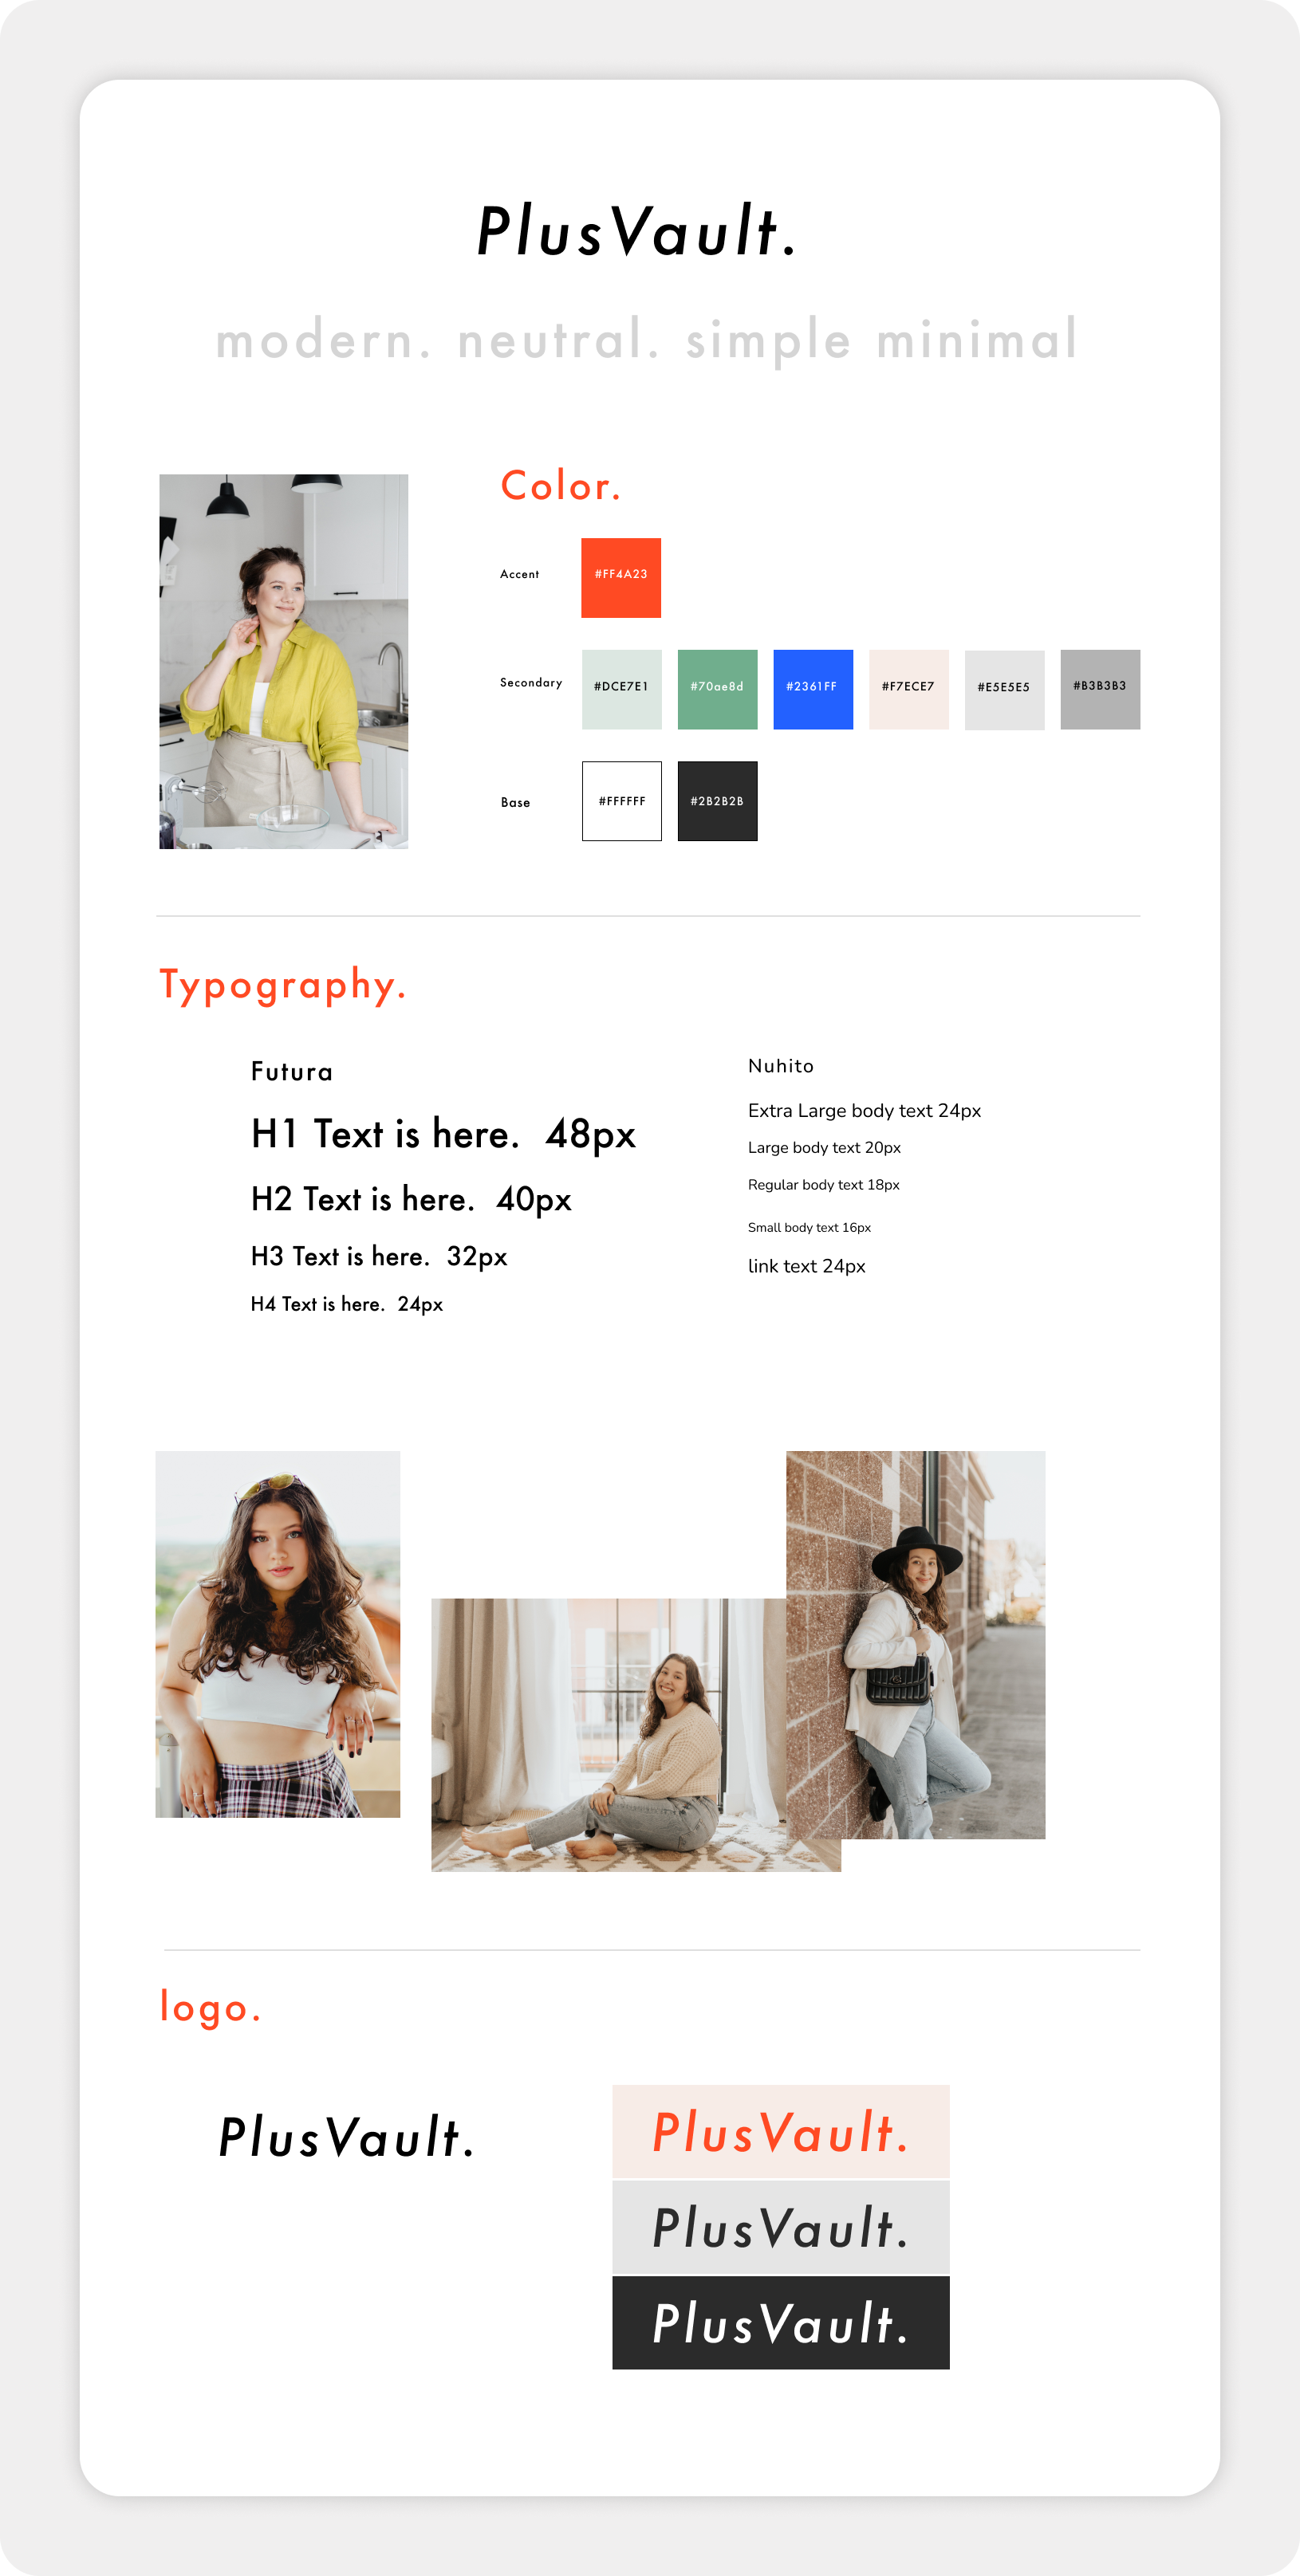 PlusVault.
modern. neutral. simple minimal
Color.
Accent
#FF4A23
Secondary
#DCE7E1
#70ae8d
#2361FF
#F7ECE7
#E5E5E5
#B3B3B3
Base
#FFFFFF
#2B2B2B
Typography.
Futura
H1 Text is here. 48px
H2 Text is here. 40px
H3 Text is here. 32px
H4 Text is here. 24px
Nuhito
Extra Large body text 24px
Large body text 20px
Regular body text 18px
Small body text 16px
link text 24px
logo.
PlusVault.
PlusVault.
PlusVault.
PlusVault.